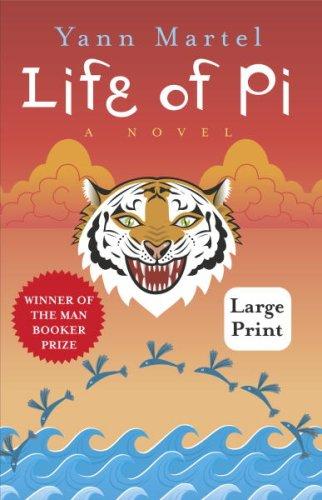 Yann Martel
Life of Pi
A NOVEL
WINNER OF
THE MAN
BOOKER
PRIZE
Large
Print